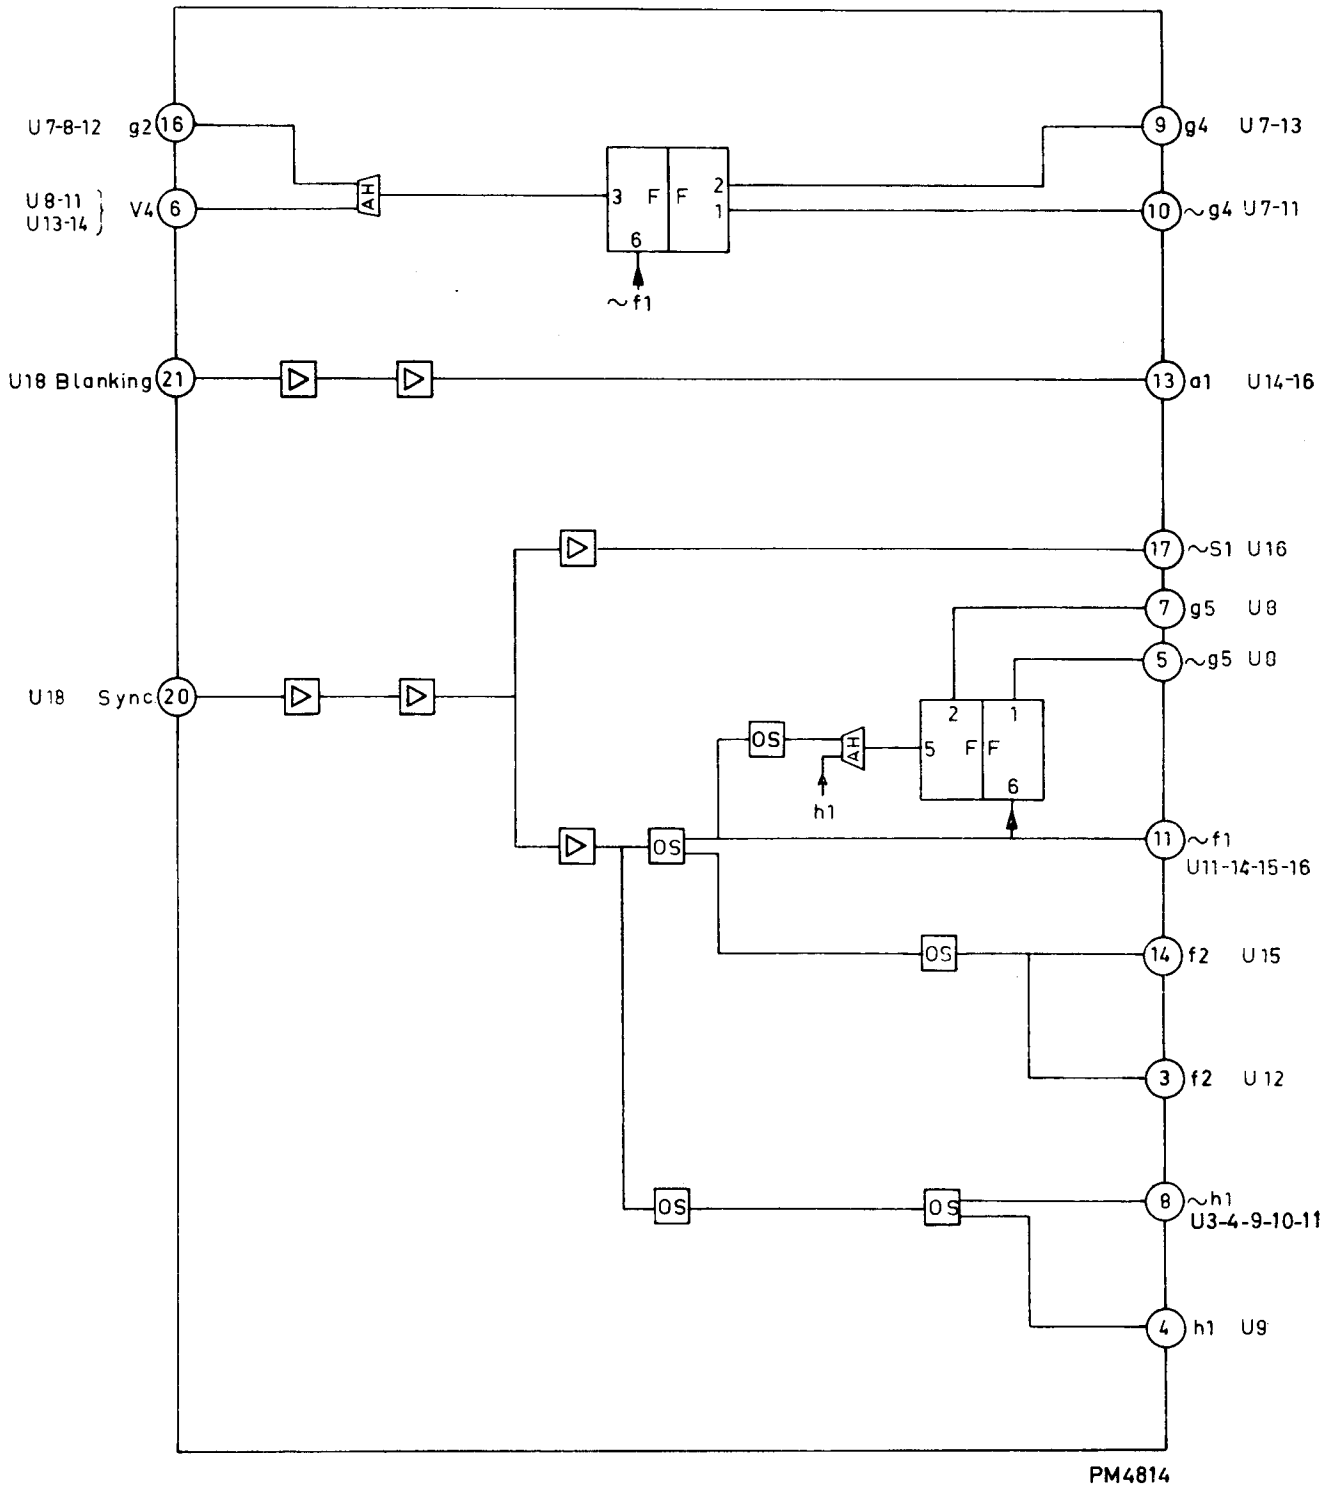 U7-8-12 g2 16
9 g4 U7-13
U8-11
U13-14
} V4 6
AH
3 F F 2
1
6
~f1
10 ~g4 U7-11
U18 Blanking 21
13 a1 U14-16
17 ~S1 U16
7 g5 U8
5 ~g5 U8
U18 Sync. 20
2 1
OS AH 5 F F
6
h1
OS
11 ~f1
U11-14-15-16
OS
14 f2 U15
3 f2 U12
OS OS
8 ~h1
U3-4-9-10-11
4 h1 U9
PM4814